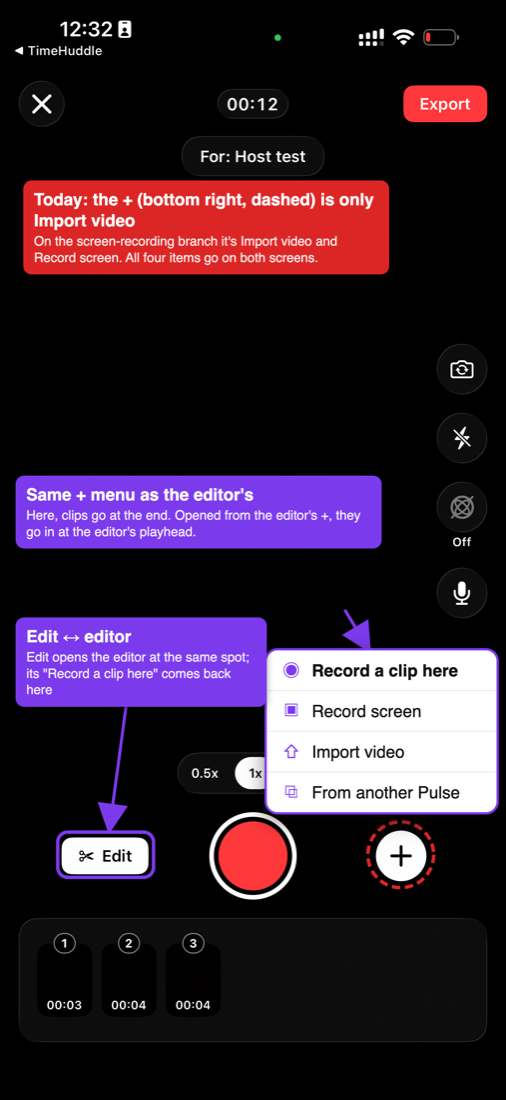 12:32
◀ TimeHuddle
00:12
Export
For: Host test
Today: the + (bottom right, dashed) is only
Import video
On the screen-recording branch it's Import video and
Record screen. All four items go on both screens.
Same + menu as the editor's
Here, clips go at the end. Opened from the editor's +, they
go in at the editor's playhead.
Off
Edit ↔ editor
Edit opens the editor at the same spot;
its "Record a clip here" comes back
here
Record a clip here
Record screen
Import video
From another Pulse
0.5x
1x
Edit
1
2
3
00:03
00:04
00:04